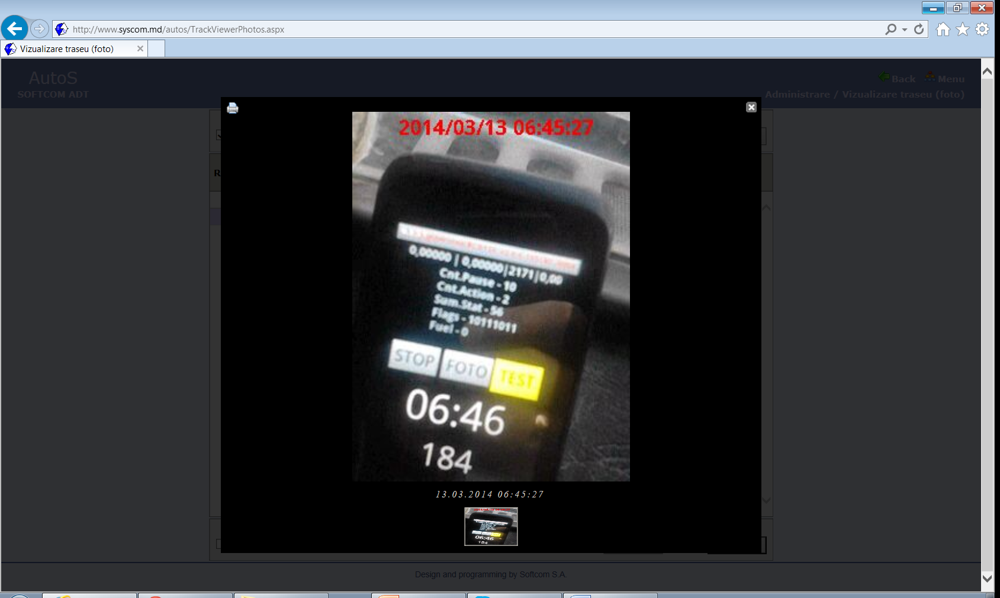 http://www.syscom.md/autos/TrackViewerPhotos.aspx
Vizualizare traseu (foto)
AutoS
SOFTCOM ADT
Back Menu
Administrare / Vizualizare traseu (foto)
R
2014/03/13 06:45:27
0,00000 | 0,00000|2171|0,00
Cnt.Pause - 10
Cnt.Action - 2
Sum.Stat - 56
Flags - 10111011
Fuel - 0
STOP FOTO TEST
06:46
184
13.03.2014 06:45:27
06:46
184
Design and programming by Softcom S.A.